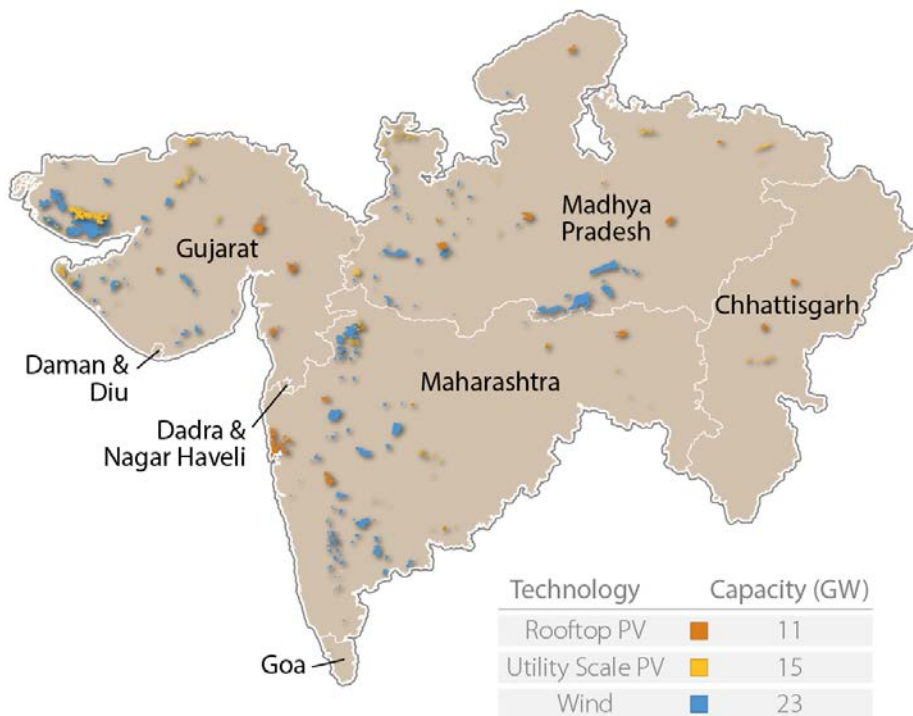 Madhya
Pradesh
Gujarat
Chhattisgarh
Daman &
Diu
Maharashtra
Dadra &
Nagar Haveli
Goa
Technology Capacity (GW)
Rooftop PV 11
Utility Scale PV 15
Wind 23